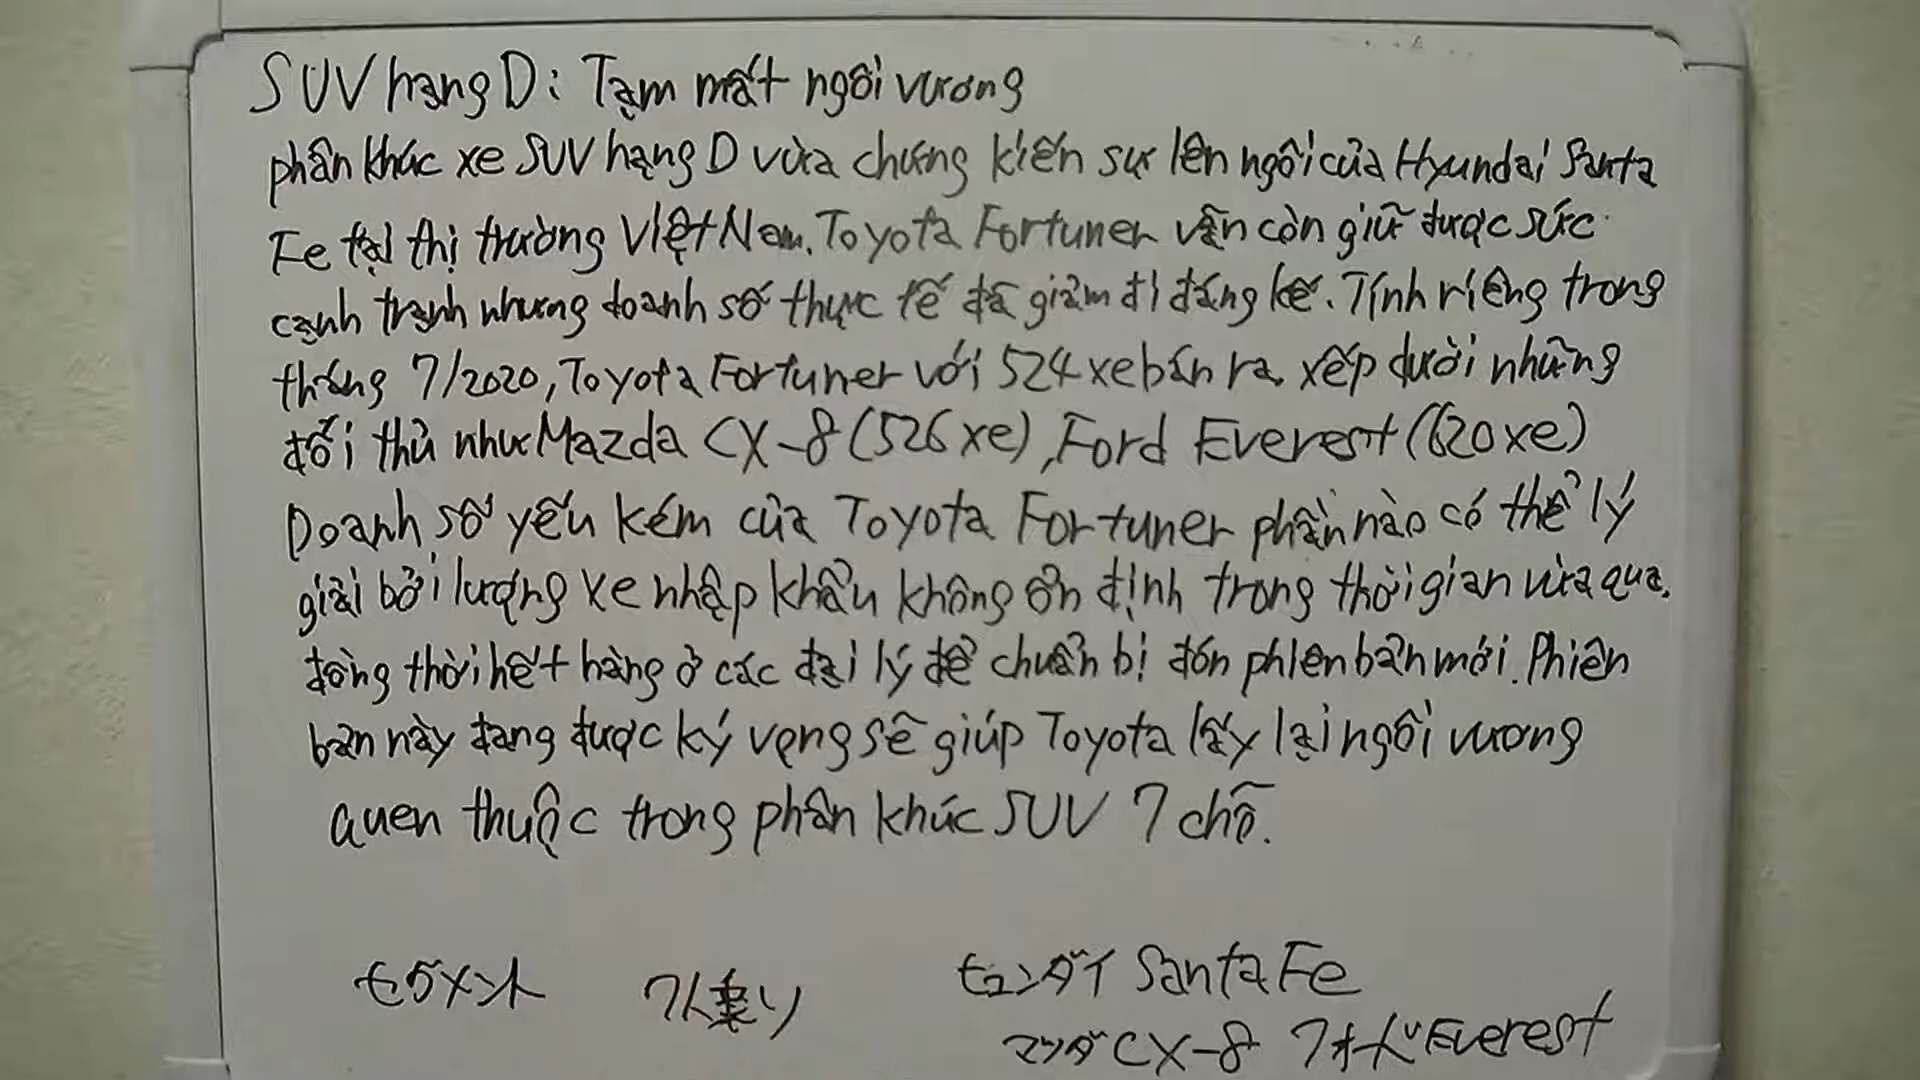 SUV hạng D: Tạm mất ngôi vương
phân khúc xe SUV hạng D vừa chứng kiến sự lên ngôi của Hyundai Santa
Fe tại thị trường Việt Nam. Toyota Fortuner vẫn còn giữ được sức
cạnh tranh nhưng doanh số thực tế đã giảm đi đáng kể. Tính riêng trong
tháng 7/2020, Toyota Fortuner với 524 xe bán ra xếp dưới những
đối thủ như Mazda CX-8 (526 xe), Ford Everest (620 xe)
Doanh số yếu kém của Toyota Fortuner phần nào có thể lý
giải bởi lượng xe nhập khẩu không ổn định trong thời gian vừa qua.
đồng thời hết hàng ở các đại lý để chuẩn bị đón phiên bản mới. Phiên
bản này đang được kỳ vọng sẽ giúp Toyota lấy lại ngôi vương
quen thuộc trong phân khúc SUV 7 chỗ.
セグメント 7人乗り ヒュンダイ Santa Fe
マツダ CX-8 フォード Everest